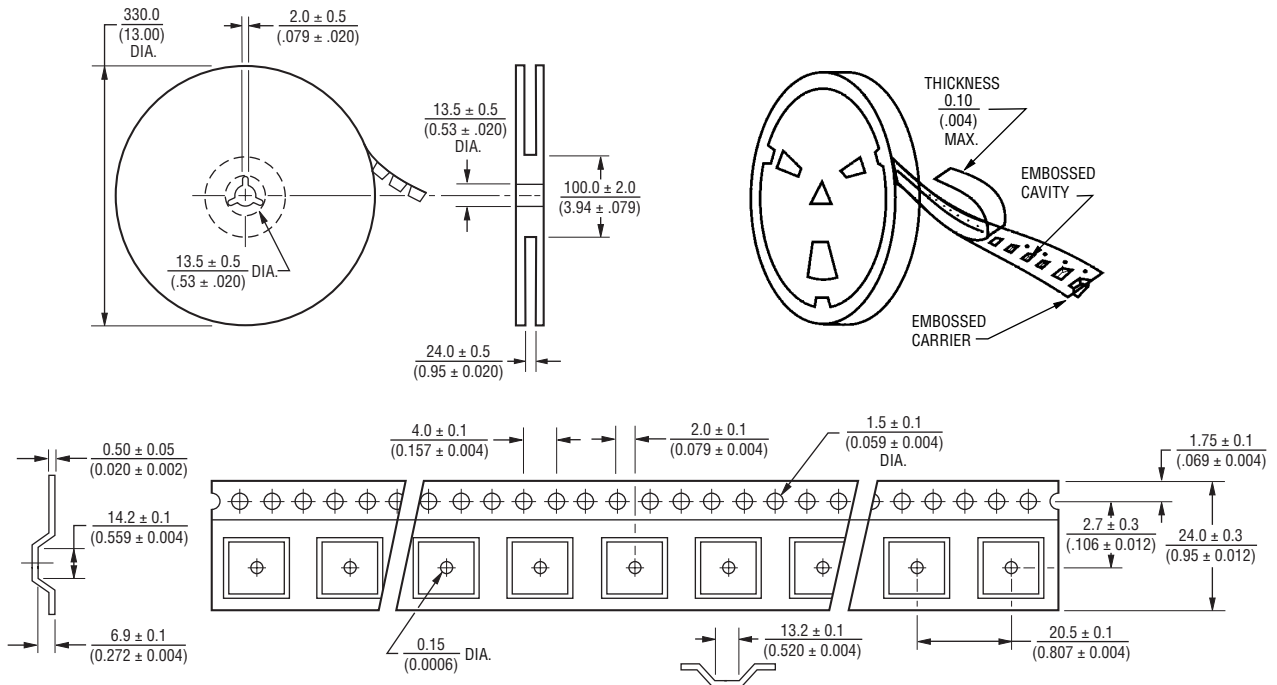 330.0
(13.00)
DIA.
2.0 ± 0.5
(.079 ± .020)
13.5 ± 0.5
(0.53 ± .020)
DIA.
100.0 ± 2.0
(3.94 ± .079)
13.5 ± 0.5
(.53 ± .020)
DIA.
24.0 ± 0.5
(0.95 ± 0.020)
THICKNESS
0.10
(.004)
MAX.
EMBOSSED
CAVITY
EMBOSSED
CARRIER
0.50 ± 0.05
(0.020 ± 0.002)
14.2 ± 0.1
(0.559 ± 0.004)
6.9 ± 0.1
(0.272 ± 0.004)
4.0 ± 0.1
(0.157 ± 0.004)
2.0 ± 0.1
(0.079 ± 0.004)
1.5 ± 0.1
(0.059 ± 0.004)
DIA.
1.75 ± 0.1
(.069 ± 0.004)
2.7 ± 0.3
(.106 ± 0.012)
24.0 ± 0.3
(0.95 ± 0.012)
0.15
(0.0006)
DIA.
13.2 ± 0.1
(0.520 ± 0.004)
20.5 ± 0.1
(0.807 ± 0.004)